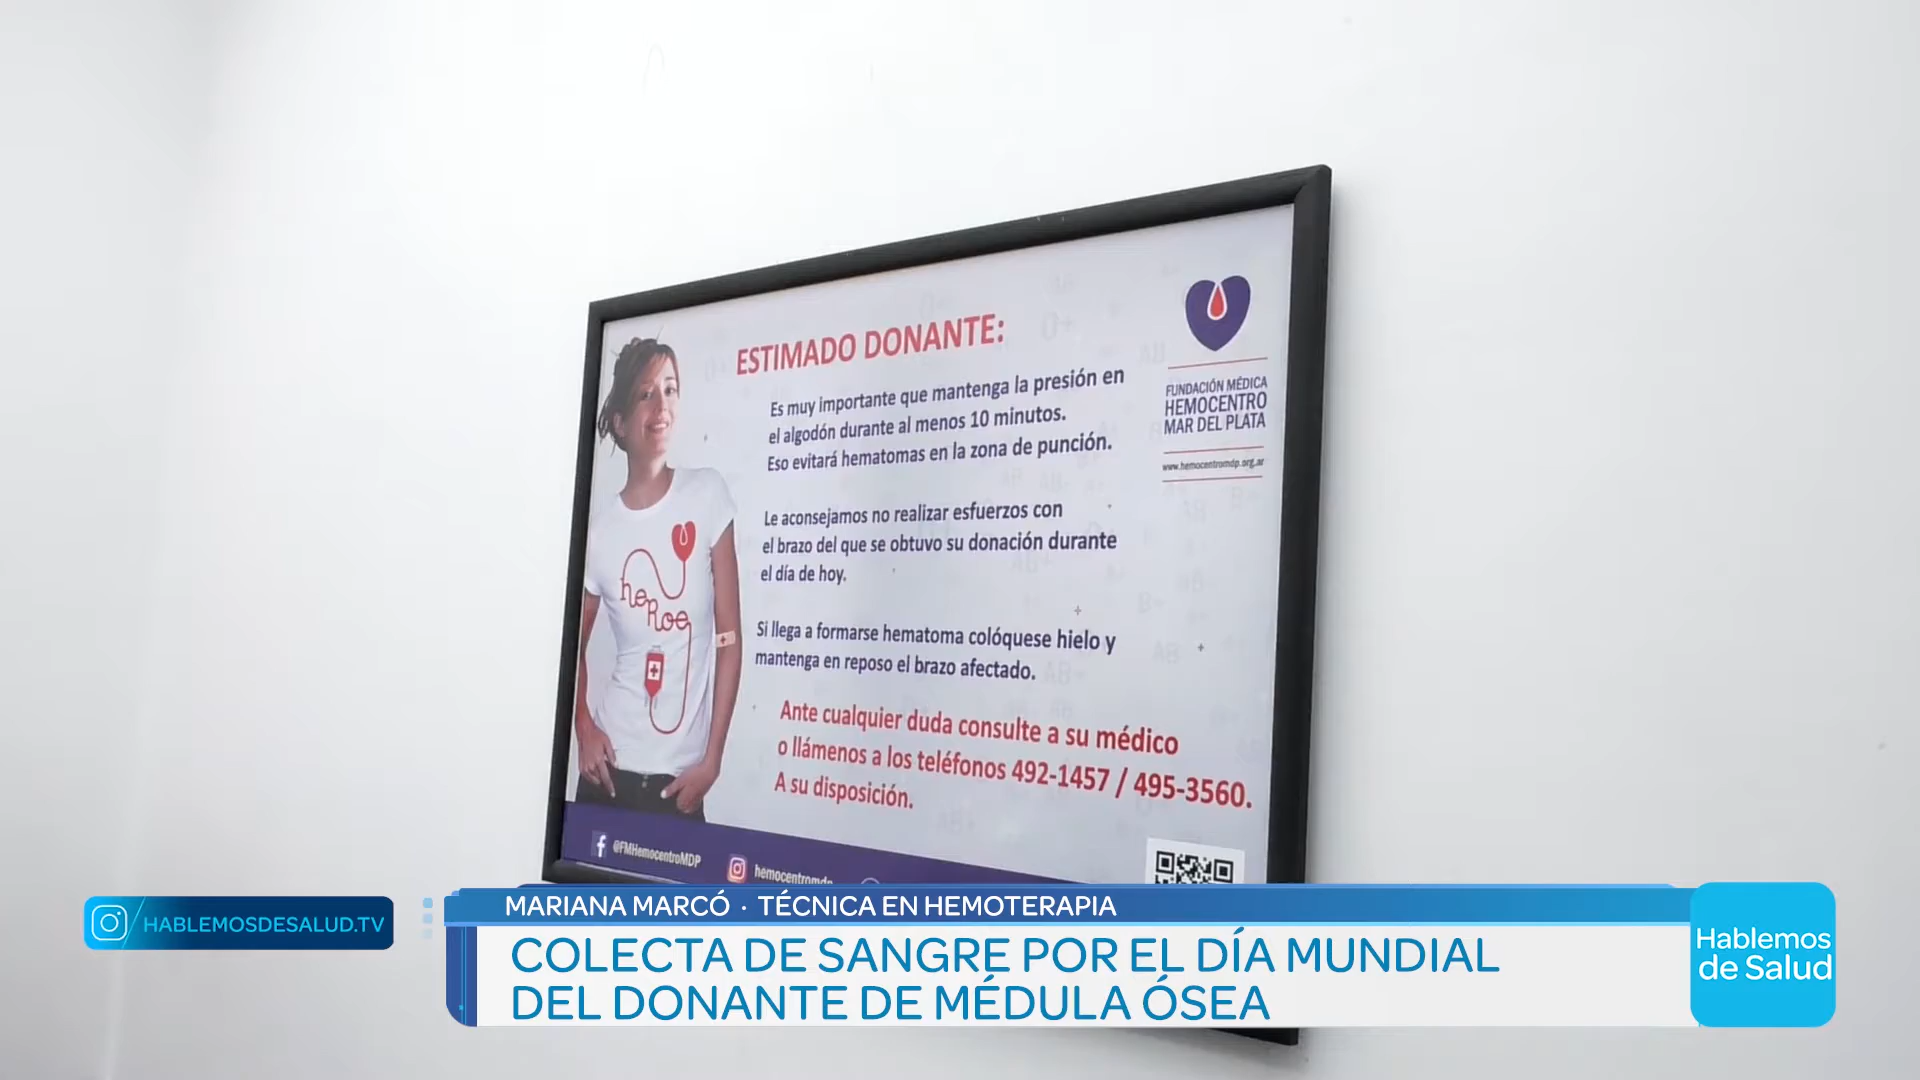 ESTIMADO DONANTE:
Es muy importante que mantenga la presión en
el algodón durante al menos 10 minutos.
Eso evitará hematomas en la zona de punción.
Le aconsejamos no realizar esfuerzos con
el brazo del que se obtuvo su donación durante
el día de hoy.
Si llega a formarse hematoma colóquese hielo y
mantenga en reposo el brazo afectado.
Ante cualquier duda consulte a su médico
o llámenos a los teléfonos 492-1457 / 495-3560.
A su disposición.
FUNDACIÓN MÉDICA
HEMOCENTRO
MAR DEL PLATA
www.hemocentromdp.org.ar
heRoe
@FMHemocentroMDP
hemocentromdp
HABLEMOSDESALUD.TV
MARIANA MARCÓ · TÉCNICA EN HEMOTERAPIA
COLECTA DE SANGRE POR EL DÍA MUNDIAL
DEL DONANTE DE MÉDULA ÓSEA
Hablemos
de Salud